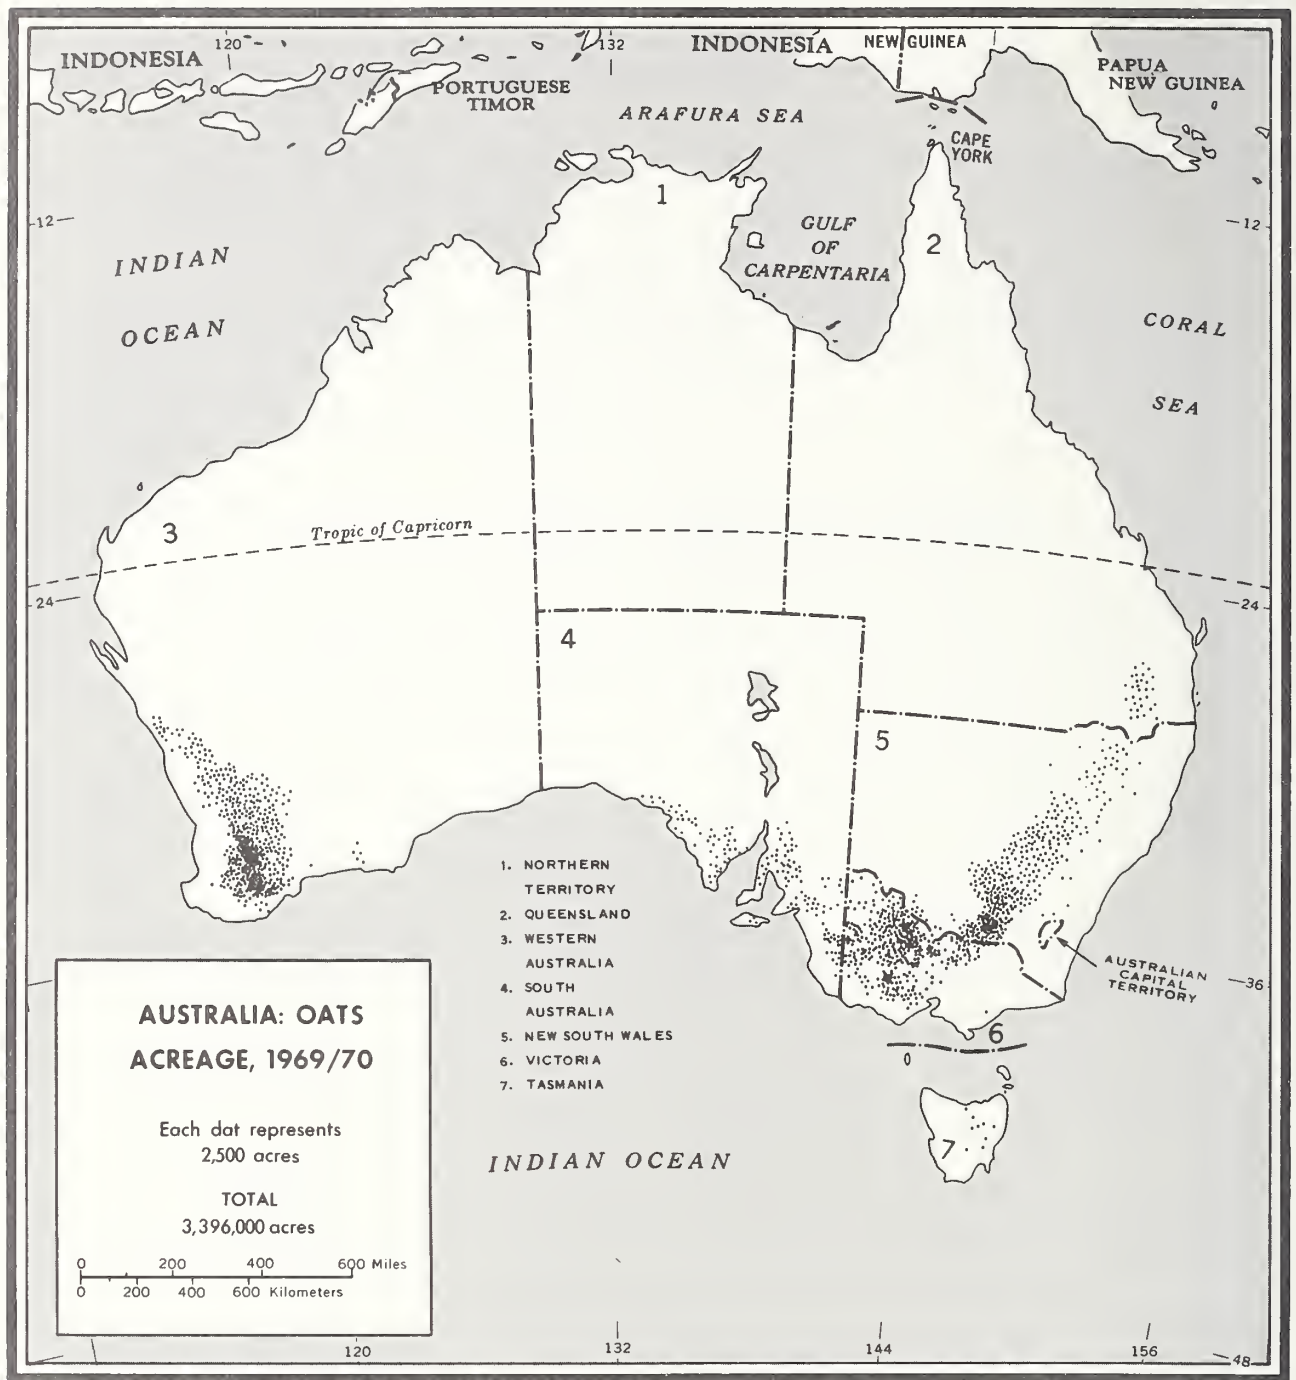 120
132
INDONESIA
INDONESIA
NEW GUINEA
PORTUGUESE
TIMOR
PAPUA
NEW GUINEA
ARAFURA SEA
CAPE
YORK
1
12
12
GULF
OF
CARPENTARIA
2
INDIAN
OCEAN
CORAL
SEA
3
Tropic of Capricorn
24
24
4
5
1. NORTHERN
TERRITORY
2. QUEENSLAND
3. WESTERN
AUSTRALIA
4. SOUTH
AUSTRALIA
5. NEW SOUTH WALES
6. VICTORIA
7. TASMANIA
AUSTRALIAN
CAPITAL
TERRITORY
36
6
7
INDIAN OCEAN
AUSTRALIA: OATS
ACREAGE, 1969/70
Each dat represents
2,500 acres
TOTAL
3,396,000 acres
0 200 400 600 Miles
0 200 400 600 Kilometers
120
132
144
156
48